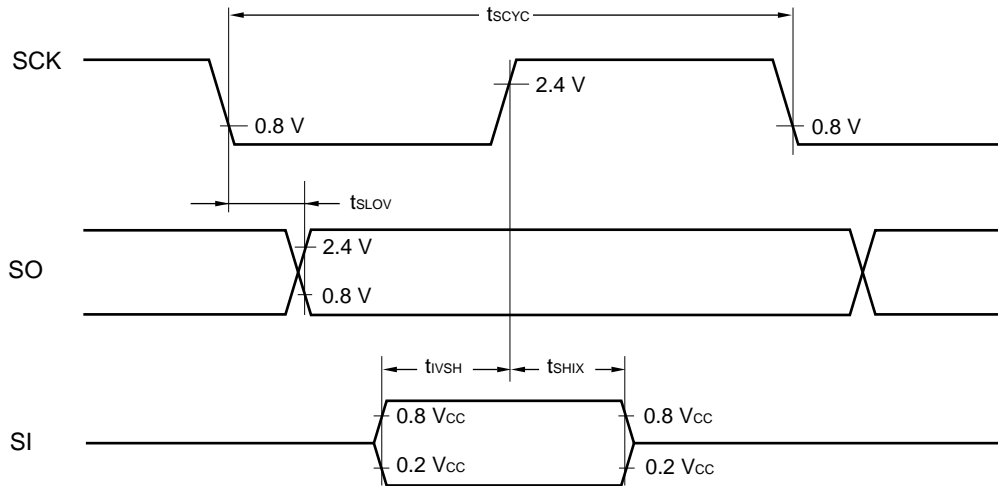 tSCYC
SCK
2.4 V
0.8 V
0.8 V
tSLOV
SO
2.4 V
0.8 V
tIVSH
tSHIX
0.8 VCC
0.8 VCC
SI
0.2 VCC
0.2 VCC